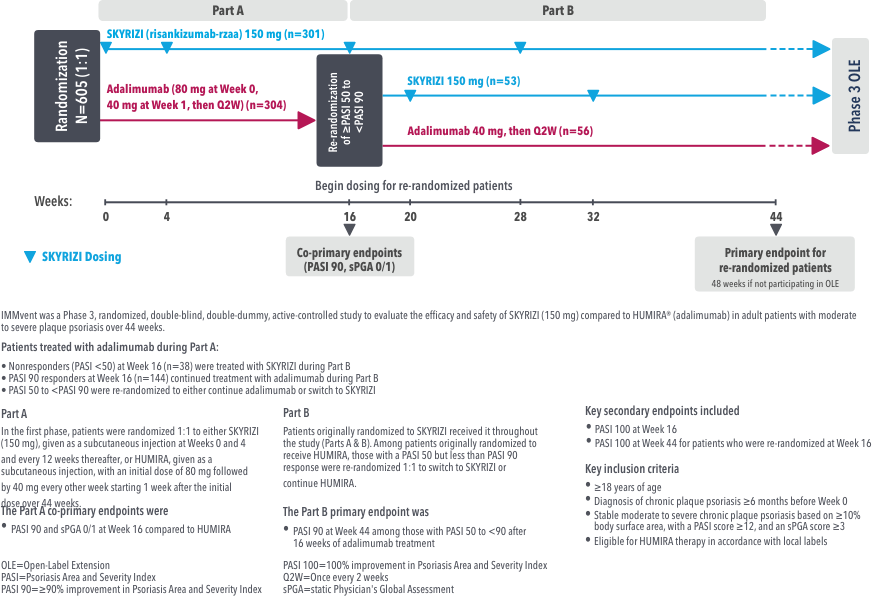 Part A
Part B
SKYRIZI (risankizumab-rzaa) 150 mg (n=301)
Randomization
N=605 (1:1)
Adalimumab (80 mg at Week 0,
40 mg at Week 1, then Q2W) (n=304)
Re-randomization
of ≥PASI 50 to
<PASI 90
SKYRIZI 150 mg (n=53)
Adalimumab 40 mg, then Q2W (n=56)
Phase 3 OLE
Begin dosing for re-randomized patients
Weeks:
0 4 16 20 28 32 44
SKYRIZI Dosing
Co-primary endpoints
(PASI 90, sPGA 0/1)
Primary endpoint for
re-randomized patients
48 weeks if not participating in OLE
IMMvent was a Phase 3, randomized, double-blind, double-dummy, active-controlled study to evaluate the efficacy and safety of SKYRIZI (150 mg) compared to HUMIRA® (adalimumab) in adult patients with moderate
to severe plaque psoriasis over 44 weeks.
Patients treated with adalimumab during Part A:
• Nonresponders (PASI <50) at Week 16 (n=38) were treated with SKYRIZI during Part B
• PASI 90 responders at Week 16 (n=144) continued treatment with adalimumab during Part B
• PASI 50 to <PASI 90 were re-randomized to either continue adalimumab or switch to SKYRIZI
Part A
In the first phase, patients were randomized 1:1 to either SKYRIZI
(150 mg), given as a subcutaneous injection at Weeks 0 and 4
and every 12 weeks thereafter, or HUMIRA, given as a
subcutaneous injection, with an initial dose of 80 mg followed
by 40 mg every other week starting 1 week after the initial
dose over 44 weeks.
The Part A co-primary endpoints were
• PASI 90 and sPGA 0/1 at Week 16 compared to HUMIRA
OLE=Open-Label Extension
PASI=Psoriasis Area and Severity Index
PASI 90=≥90% improvement in Psoriasis Area and Severity Index
Part B
Patients originally randomized to SKYRIZI received it throughout
the study (Parts A & B). Among patients originally randomized to
receive HUMIRA, those with a PASI 50 but less than PASI 90
response were re-randomized 1:1 to switch to SKYRIZI or
continue HUMIRA.
The Part B primary endpoint was
• PASI 90 at Week 44 among those with PASI 50 to <90 after
16 weeks of adalimumab treatment
PASI 100=100% improvement in Psoriasis Area and Severity Index
Q2W=Once every 2 weeks
sPGA=static Physician's Global Assessment
Key secondary endpoints included
• PASI 100 at Week 16
• PASI 100 at Week 44 for patients who were re-randomized at Week 16
Key inclusion criteria
• ≥18 years of age
• Diagnosis of chronic plaque psoriasis ≥6 months before Week 0
• Stable moderate to severe chronic plaque psoriasis based on ≥10%
body surface area, with a PASI score ≥12, and an sPGA score ≥3
• Eligible for HUMIRA therapy in accordance with local labels